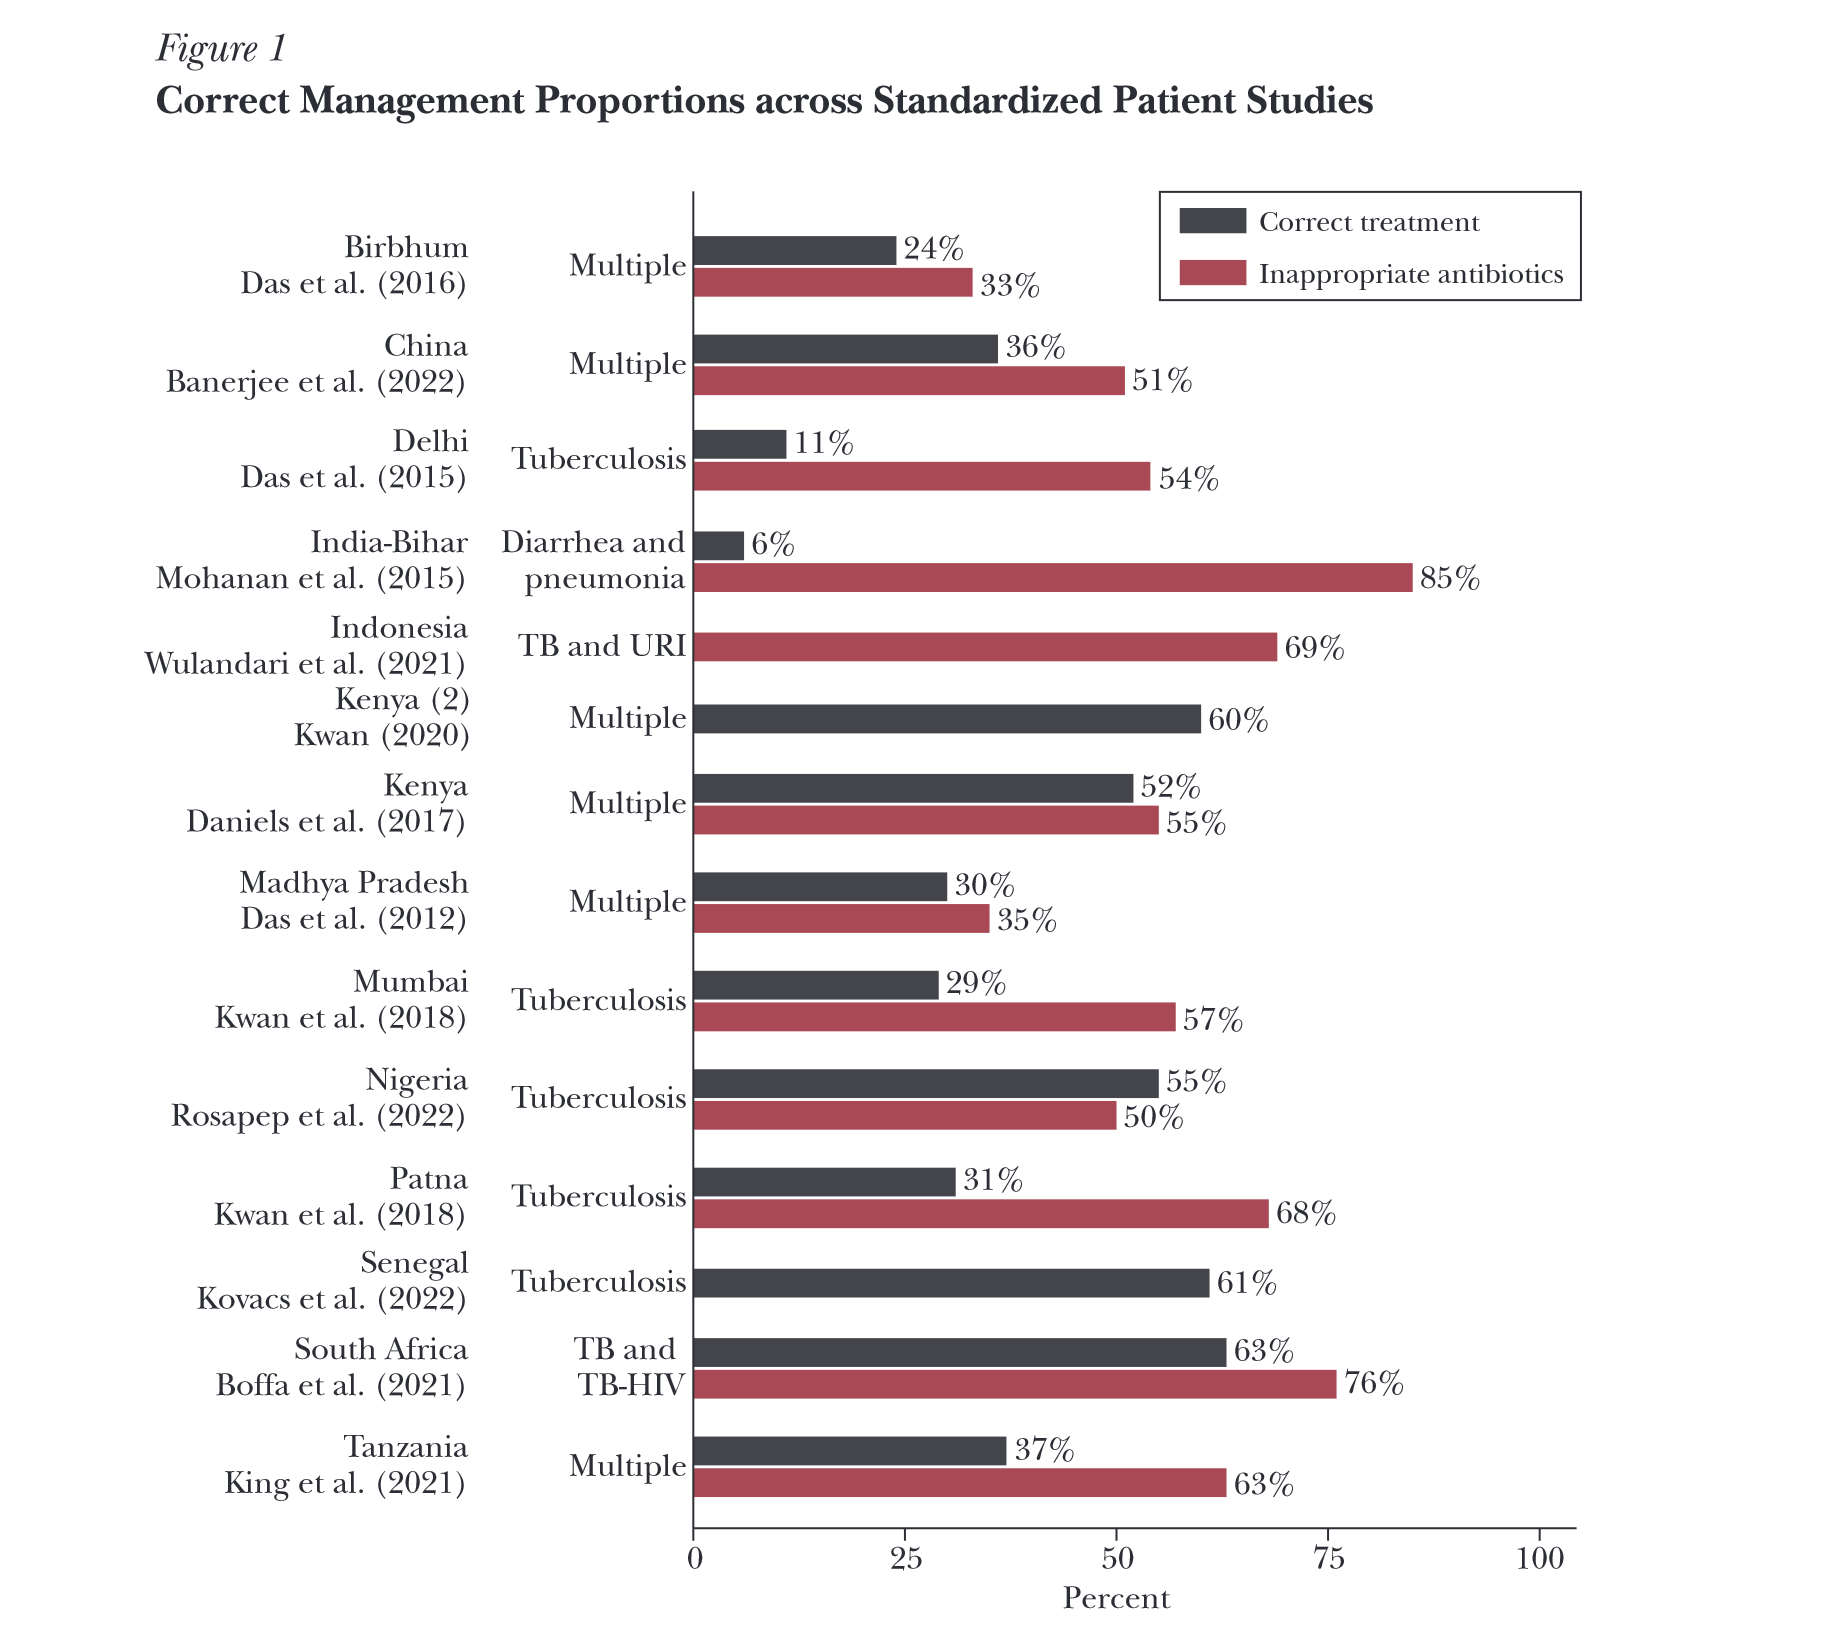 Figure 1
Correct Management Proportions across Standardized Patient Studies
Correct treatment
Inappropriate antibiotics
Birbhum
Das et al. (2016)
Multiple
24%
33%
China
Banerjee et al. (2022)
Multiple
36%
51%
Delhi
Das et al. (2015)
Tuberculosis
11%
54%
India-Bihar
Mohanan et al. (2015)
Diarrhea and
pneumonia
6%
85%
Indonesia
Wulandari et al. (2021)
TB and URI
69%
Kenya (2)
Kwan (2020)
Multiple
60%
Kenya
Daniels et al. (2017)
Multiple
52%
55%
Madhya Pradesh
Das et al. (2012)
Multiple
30%
35%
Mumbai
Kwan et al. (2018)
Tuberculosis
29%
57%
Nigeria
Rosapep et al. (2022)
Tuberculosis
55%
50%
Patna
Kwan et al. (2018)
Tuberculosis
31%
68%
Senegal
Kovacs et al. (2022)
Tuberculosis
61%
South Africa
Boffa et al. (2021)
TB and
TB-HIV
63%
76%
Tanzania
King et al. (2021)
Multiple
37%
63%
0 25 50 75 100
Percent